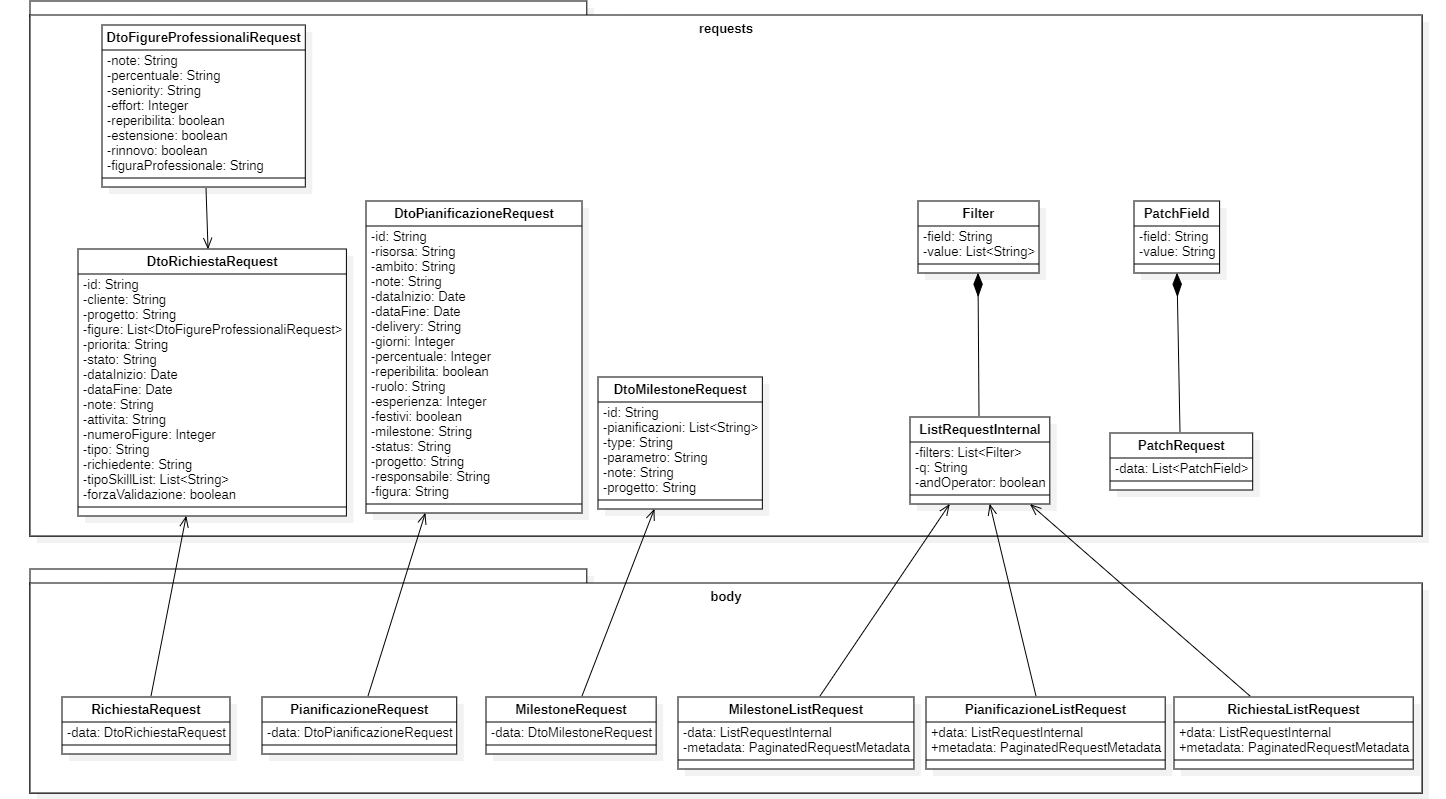 requests
DtoFigureProfessionaliRequest
-note: String
-percentuale: String
-seniority: String
-effort: Integer
-reperibilita: boolean
-estensione: boolean
-rinnovo: boolean
-figuraProfessionale: String
DtoRichiestaRequest
-id: String
-cliente: String
-progetto: String
-figure: List<DtoFigureProfessionaliRequest>
-priorita: String
-stato: String
-dataInizio: Date
-dataFine: Date
-note: String
-attivita: String
-numeroFigure: Integer
-tipo: String
-richiedente: String
-tipoSkillList: List<String>
-forzaValidazione: boolean
DtoPianificazioneRequest
-id: String
-risorsa: String
-ambito: String
-note: String
-dataInizio: Date
-dataFine: Date
-delivery: String
-giorni: Integer
-percentuale: Integer
-reperibilita: boolean
-ruolo: String
-esperienza: Integer
-festivi: boolean
-milestone: String
-status: String
-progetto: String
-responsabile: String
-figura: String
DtoMilestoneRequest
-id: String
-pianificazioni: List<String>
-type: String
-parametro: String
-note: String
-progetto: String
Filter
-field: String
-value: List<String>
PatchField
-field: String
-value: String
ListRequestInternal
-filters: List<Filter>
-q: String
-andOperator: boolean
PatchRequest
-data: List<PatchField>
body
RichiestaRequest
-data: DtoRichiestaRequest
PianificazioneRequest
-data: DtoPianificazioneRequest
MilestoneRequest
-data: DtoMilestoneRequest
MilestoneListRequest
-data: ListRequestInternal
-metadata: PaginatedRequestMetadata
PianificazioneListRequest
+data: ListRequestInternal
+metadata: PaginatedRequestMetadata
RichiestaListRequest
+data: ListRequestInternal
+metadata: PaginatedRequestMetadata